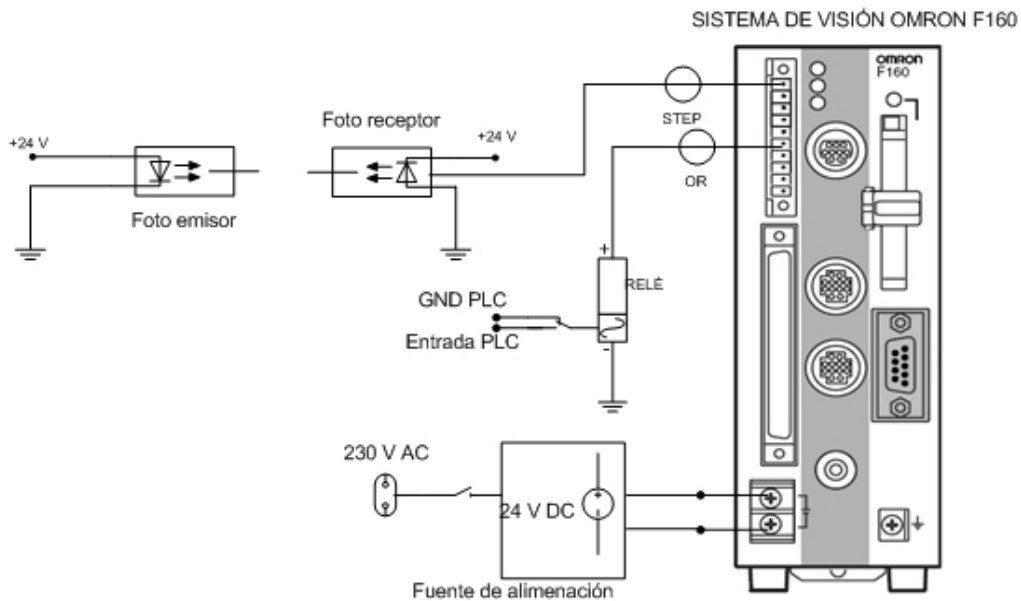 SISTEMA DE VISIÓN OMRON F160
OMRON
F160
STEP
OR
Foto receptor
+24 V
+24 V
Foto emisor
+
RELÉ
GND PLC
Entrada PLC
-
230 V AC
24 V DC
Fuente de alimenación